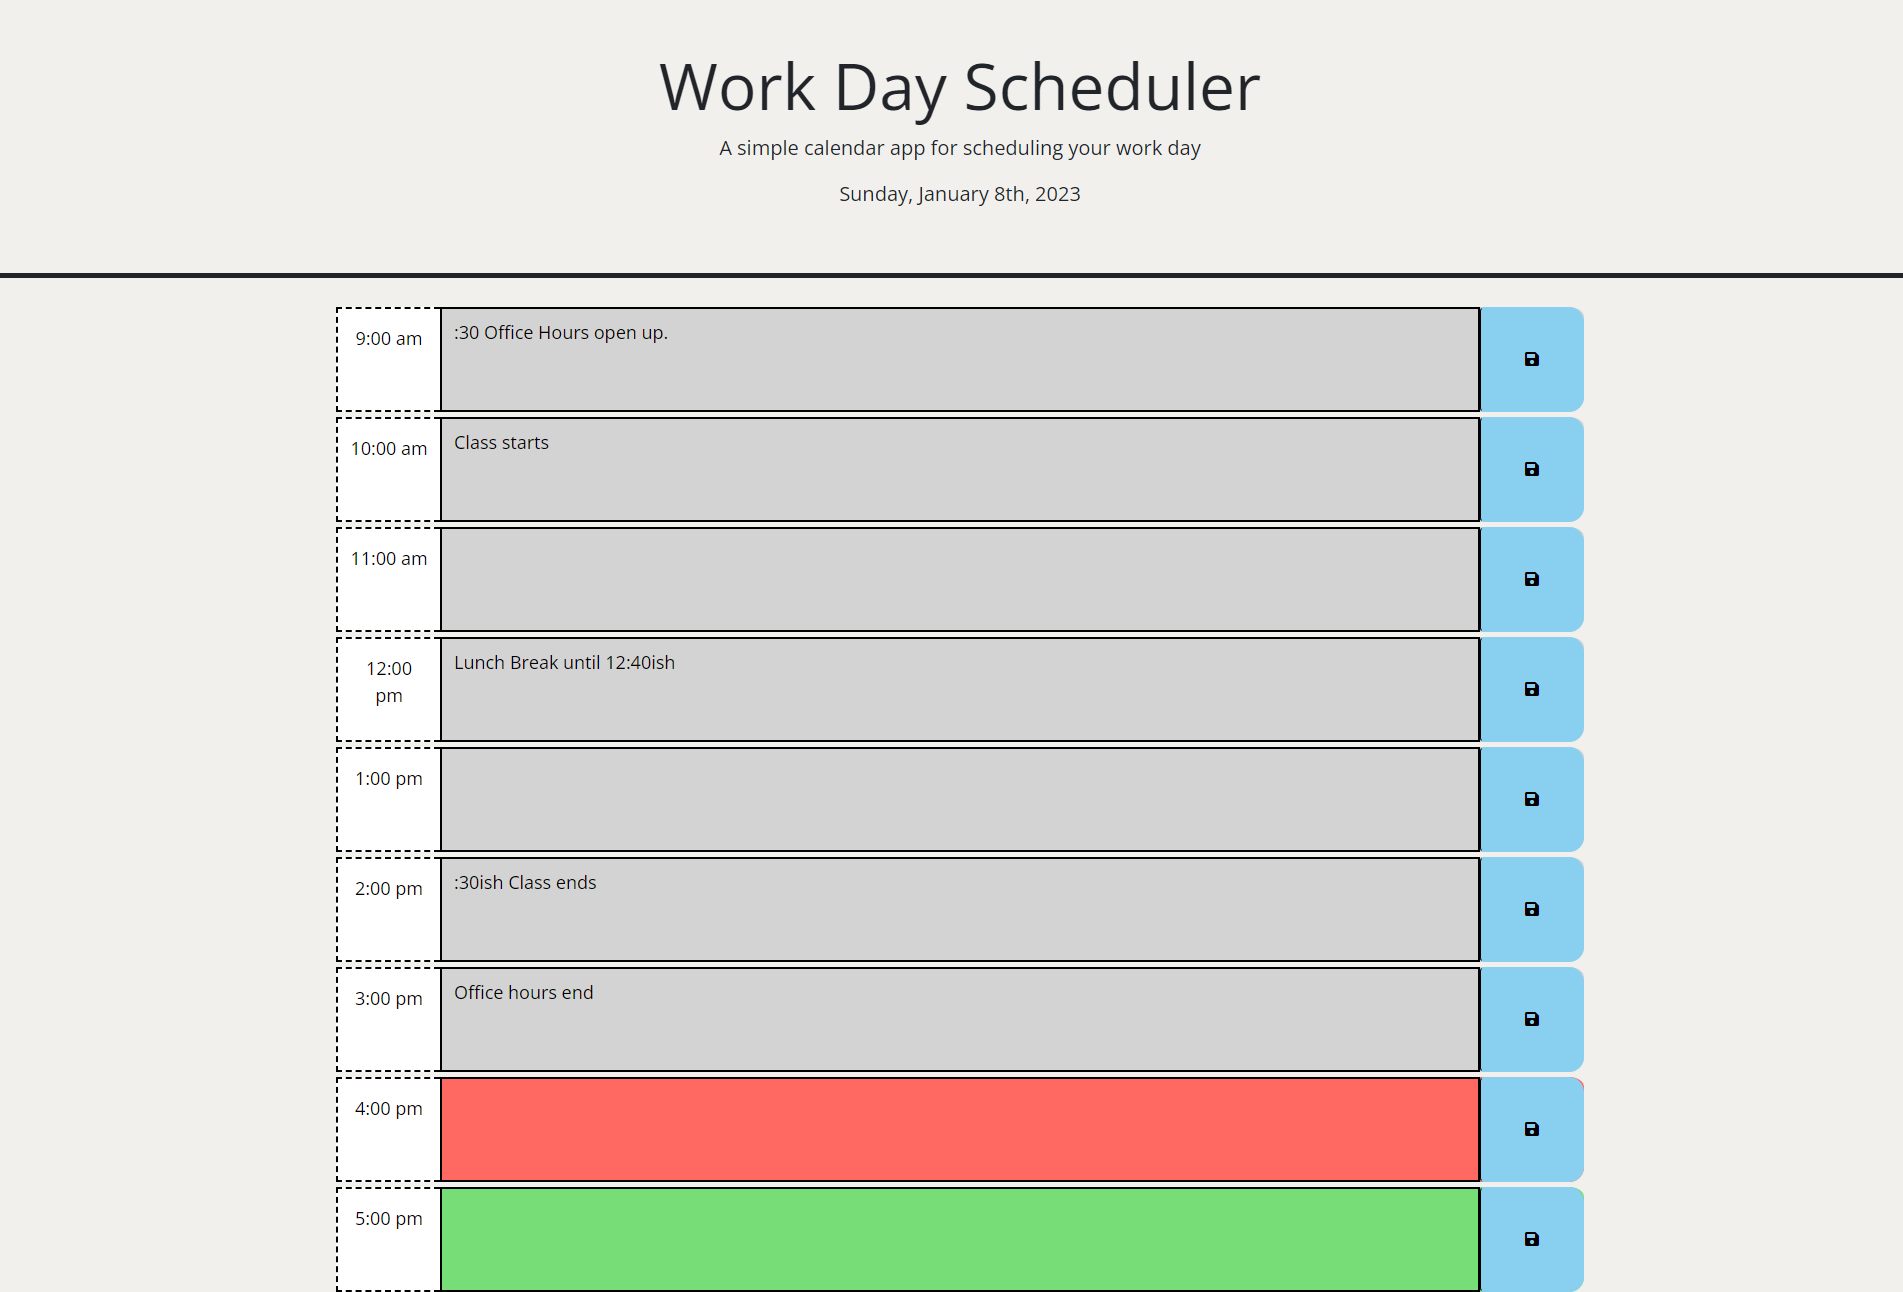 Work Day Scheduler
A simple calendar app for scheduling your work day
Sunday, January 8th, 2023
9:00 am
:30 Office Hours open up.
10:00 am
Class starts
11:00 am
12:00
pm
Lunch Break until 12:40ish
1:00 pm
2:00 pm
:30ish Class ends
3:00 pm
Office hours end
4:00 pm
5:00 pm